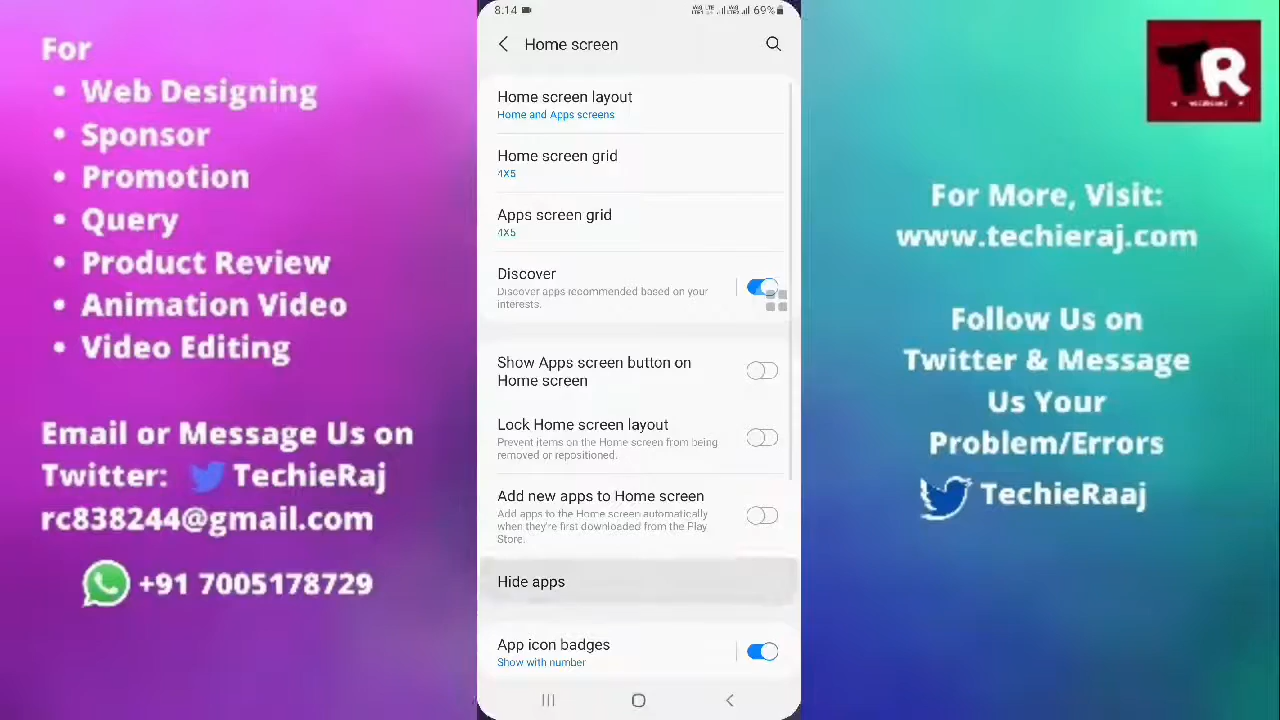 For
• Web Designing
• Sponsor
• Promotion
• Query
• Product Review
• Animation Video
• Video Editing
Email or Message Us on
Twitter: TechieRaj
rc838244@gmail.com
+91 7005178729
8:14
69%
Home screen
Home screen layout
Home and Apps screens
Home screen grid
4X5
Apps screen grid
4X5
Discover
Discover apps recommended based on your
interests.
Show Apps screen button on
Home screen
Lock Home screen layout
Prevent items on the Home screen from being
removed or repositioned.
Add new apps to Home screen
Add apps to the Home screen automatically
when they're first downloaded from the Play
Store.
Hide apps
App icon badges
Show with number
TR
For More, Visit:
www.techieraj.com
Follow Us on
Twitter & Message
Us Your
Problem/Errors
TechieRaaj